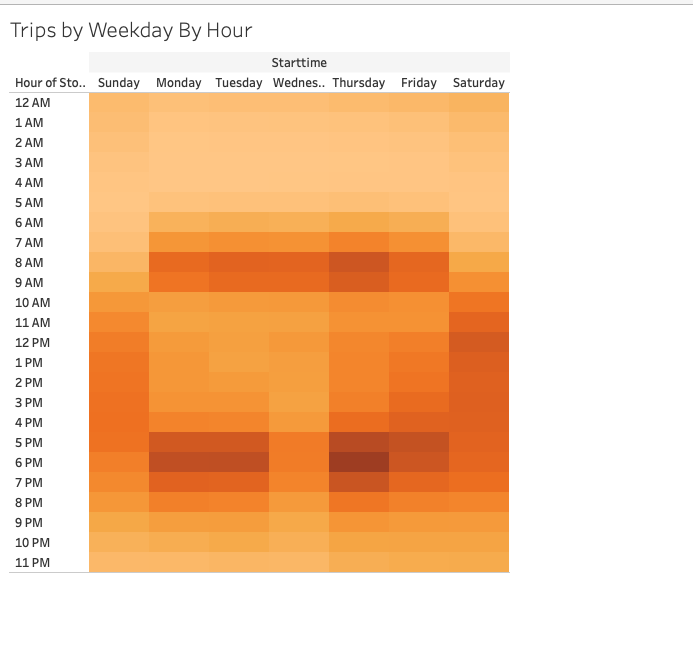 Trips by Weekday By Hour
Starttime
Hour of Sto.. Sunday Monday Tuesday Wednes.. Thursday Friday Saturday
12 AM
1 AM
2 AM
3 AM
4 AM
5 AM
6 AM
7 AM
8 AM
9 AM
10 AM
11 AM
12 PM
1 PM
2 PM
3 PM
4 PM
5 PM
6 PM
7 PM
8 PM
9 PM
10 PM
11 PM